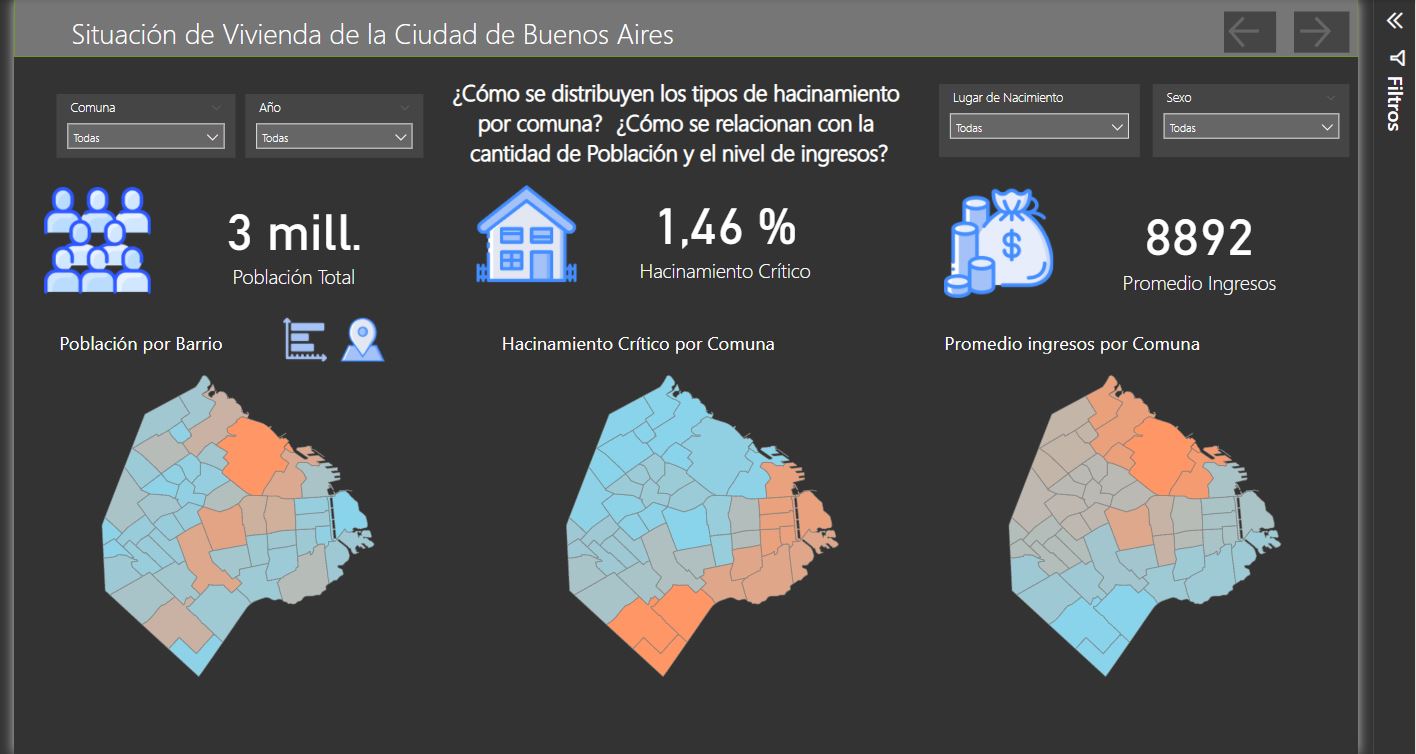 Situación de Vivienda de la Ciudad de Buenos Aires
Filtros
Comuna
Todas
Año
Todas
¿Cómo se distribuyen los tipos de hacinamiento
por comuna? ¿Cómo se relacionan con la
cantidad de Población y el nivel de ingresos?
Lugar de Nacimiento
Todas
Sexo
Todas
3 mill.
Población Total
1,46 %
Hacinamiento Crítico
$
8892
Promedio Ingresos
Población por Barrio
Hacinamiento Crítico por Comuna
Promedio ingresos por Comuna